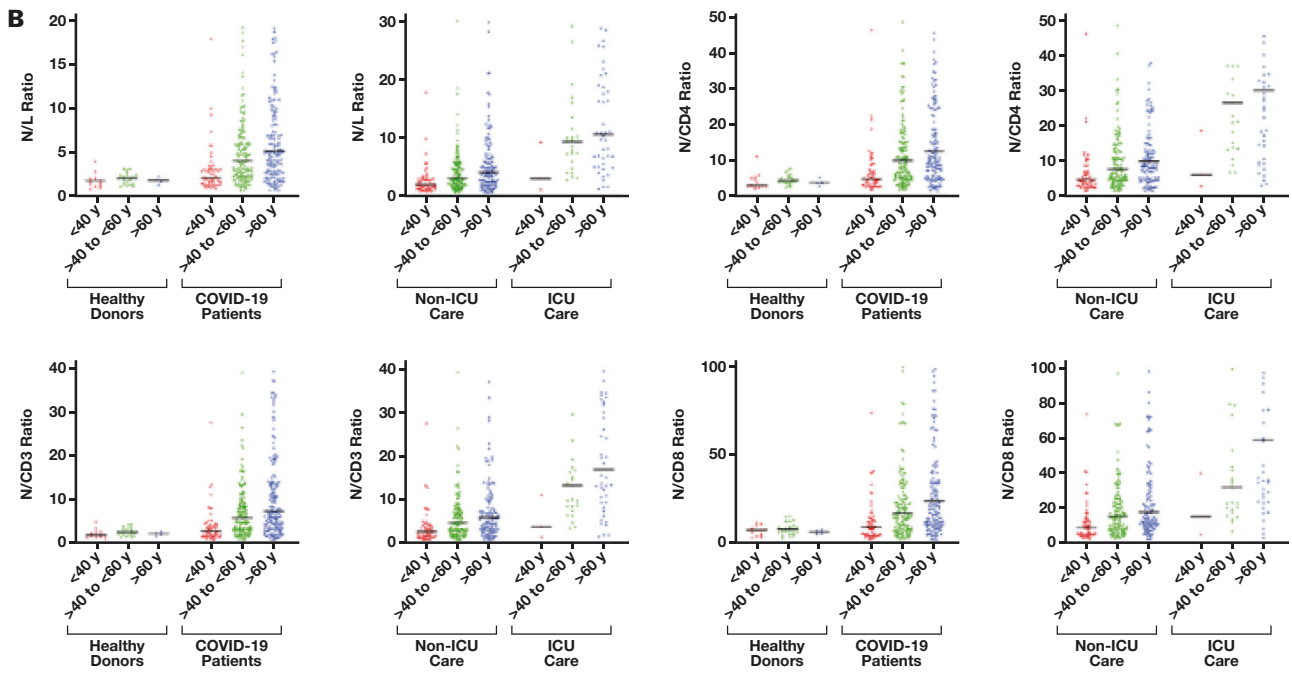 B
N/L Ratio
20
15
10
5
0
<40 y
>40 to <60 y
>60 y
<40 y
>40 to <60 y
>60 y
Healthy
Donors
COVID-19
Patients
N/L Ratio
30
20
10
0
<40 y
>40 to <60 y
>60 y
<40 y
>40 to <60 y
>60 y
Non-ICU
Care
ICU
Care
N/CD4 Ratio
50
40
30
20
10
0
<40 y
>40 to <60 y
>60 y
<40 y
>40 to <60 y
>60 y
Healthy
Donors
COVID-19
Patients
N/CD4 Ratio
50
40
30
20
10
0
<40 y
>40 to <60 y
>60 y
<40 y
>40 to <60 y
>60 y
Non-ICU
Care
ICU
Care
N/CD3 Ratio
40
30
20
10
0
<40 y
>40 to <60 y
>60 y
<40 y
>40 to <60 y
>60 y
Healthy
Donors
COVID-19
Patients
N/CD3 Ratio
40
30
20
10
0
<40 y
>40 to <60 y
>60 y
<40 y
>40 to <60 y
>60 y
Non-ICU
Care
ICU
Care
N/CD8 Ratio
100
50
0
<40 y
>40 to <60 y
>60 y
<40 y
>40 to <60 y
>60 y
Healthy
Donors
COVID-19
Patients
N/CD8 Ratio
100
80
60
40
20
0
<40 y
>40 to <60 y
>60 y
<40 y
>40 to <60 y
>60 y
Non-ICU
Care
ICU
Care